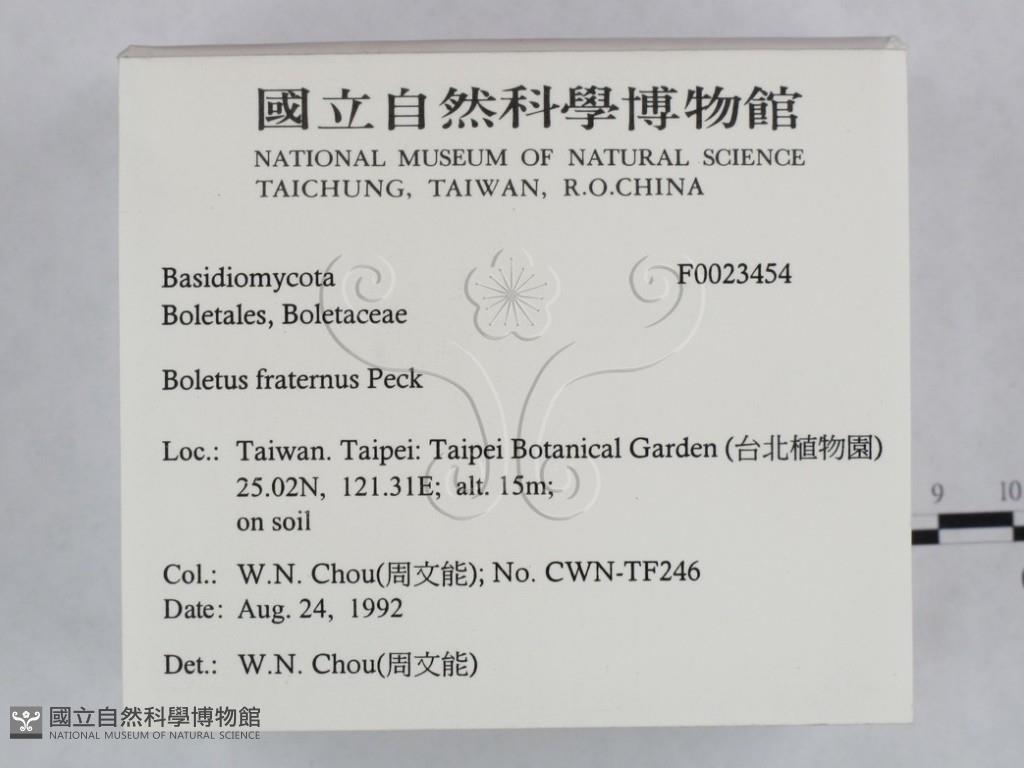 國立自然科學博物館
NATIONAL MUSEUM OF NATURAL SCIENCE
TAICHUNG, TAIWAN, R.O.CHINA
Basidiomycota F0023454
Boletales, Boletaceae
Boletus fraternus Peck
Loc.: Taiwan. Taipei: Taipei Botanical Garden (台北植物園)
25.02N, 121.31E; alt. 15m;
on soil
Col.: W.N. Chou(周文能); No. CWN-TF246
Date: Aug. 24, 1992
Det.: W.N. Chou(周文能)
9 10
國立自然科學博物館
NATIONAL MUSEUM OF NATURAL SCIENCE